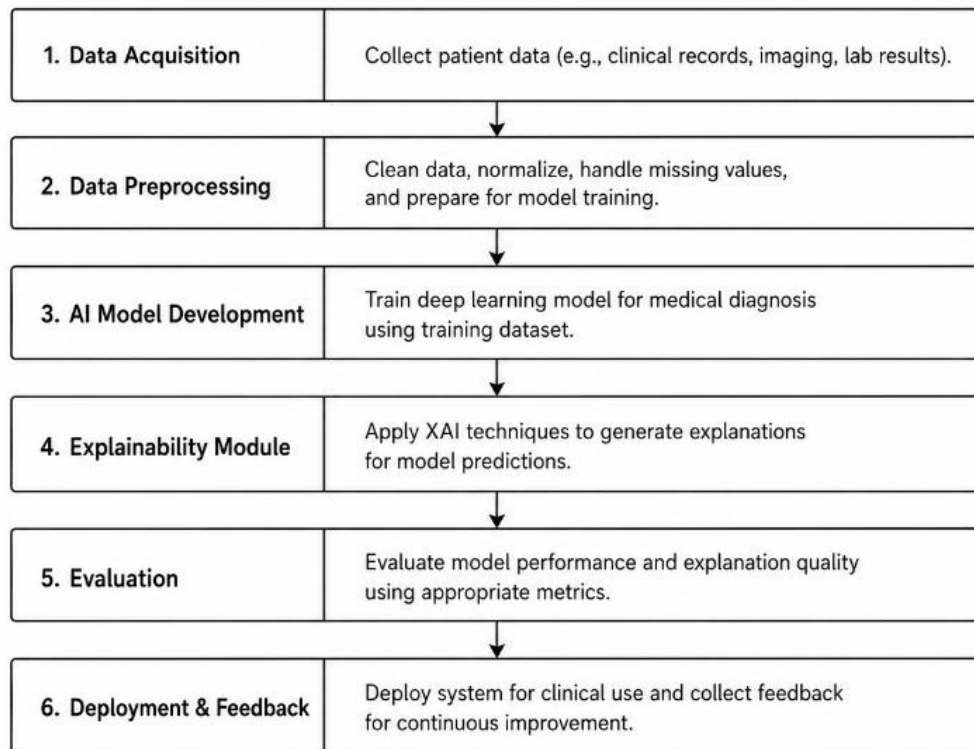 1. Data Acquisition
Collect patient data (e.g., clinical records, imaging, lab results).
2. Data Preprocessing
Clean data, normalize, handle missing values,
and prepare for model training.
3. AI Model Development
Train deep learning model for medical diagnosis
using training dataset.
4. Explainability Module
Apply XAI techniques to generate explanations
for model predictions.
5. Evaluation
Evaluate model performance and explanation quality
using appropriate metrics.
6. Deployment & Feedback
Deploy system for clinical use and collect feedback
for continuous improvement.